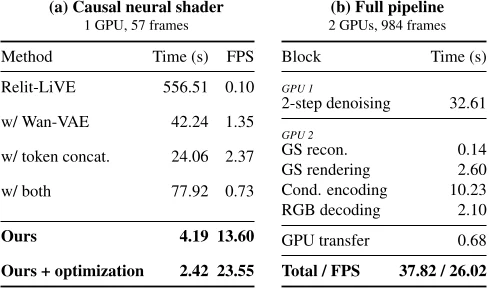 (a) Causal neural shader
1 GPU, 57 frames
Method Time (s) FPS
Relit-LiVE 556.51 0.10
w/ Wan-VAE 42.24 1.35
w/ token concat. 24.06 2.37
w/ both 77.92 0.73
Ours 4.19 13.60
Ours + optimization 2.42 23.55
(b) Full pipeline
2 GPUs, 984 frames
Block Time (s)
GPU 1
2-step denoising 32.61
GPU 2
GS recon. 0.14
GS rendering 2.60
Cond. encoding 10.23
RGB decoding 2.10
GPU transfer 0.68
Total / FPS 37.82 / 26.02